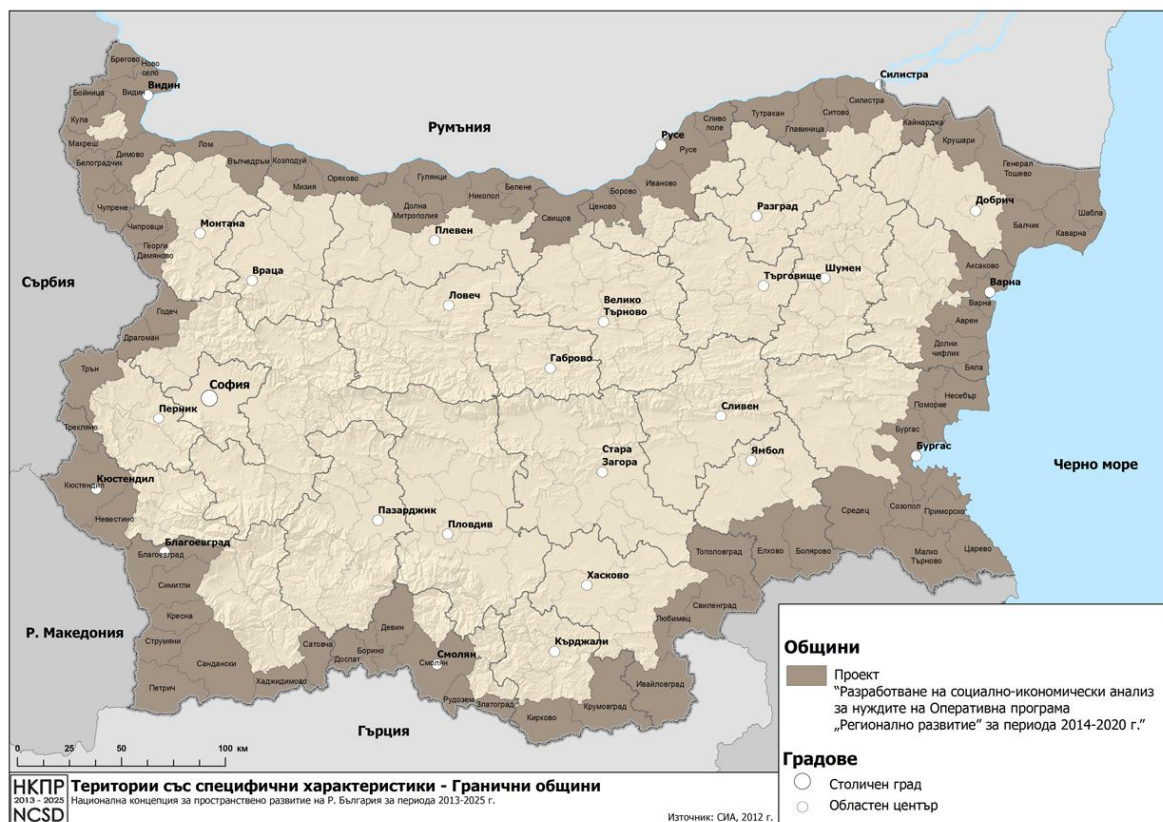 Румъния
Сърбия
Р. Македония
Гърция
Черно море
Брегово
Ново
село
Видин
Бойница
Видин
Кула
Макреш
Белоградчик
Димово
Чупрене
Чипровци
Георги
Дамяново
Лом
Вълчедръм
Козлодуй
Мизия
Оряхово
Гулянци
Долна
Митрополия
Никопол
Белене
Свищов
Ценово
Борово
Иваново
Русе
Русе
Сливо
поле
Тутракан
Главиница
Ситово
Силистра
Силистра
Кайнарджа
Крушари
Генерал
Тошево
Добрич
Балчик
Каварна
Шабла
Аксаково
Варна
Варна
Аврен
Долни
чифлик
Бяла
Несебър
Поморие
Бургас
Бургас
Созопол
Приморско
Царево
Малко
Търново
Средец
Болярово
Елхово
Тополовград
Свиленград
Любимец
Ивайловград
Крумовград
Кирково
Златоград
Рудозем
Смолян
Смолян
Девин
Борино
Доспат
Сатовча
Хаджидимово
Сандански
Петрич
Струмяни
Кресна
Симитли
Благоевград
Благоевград
Невестино
Кюстендил
Кюстендил
Трекляно
Трън
Драгоман
Годеч
Монтана
Враца
Плевен
Ловеч
Велико
Търново
Габрово
Разград
Търговище
Шумен
София
Перник
Пазарджик
Пловдив
Стара
Загора
Сливен
Ямбол
Хасково
Кърджали
0 25 50 100 км
Общини
Проект
"Разработване на социално-икономически анализ
за нуждите на Оперативна програма
„Регионално развитие” за периода 2014-2020 г."
Градове
Столичен град
Областен център
НКПР
2013 - 2025
NCSD
Територии със специфични характеристики - Гранични общини
Национална концепция за пространствено развитие на Р. България за периода 2013-2025 г.
Източник: СИА, 2012 г.